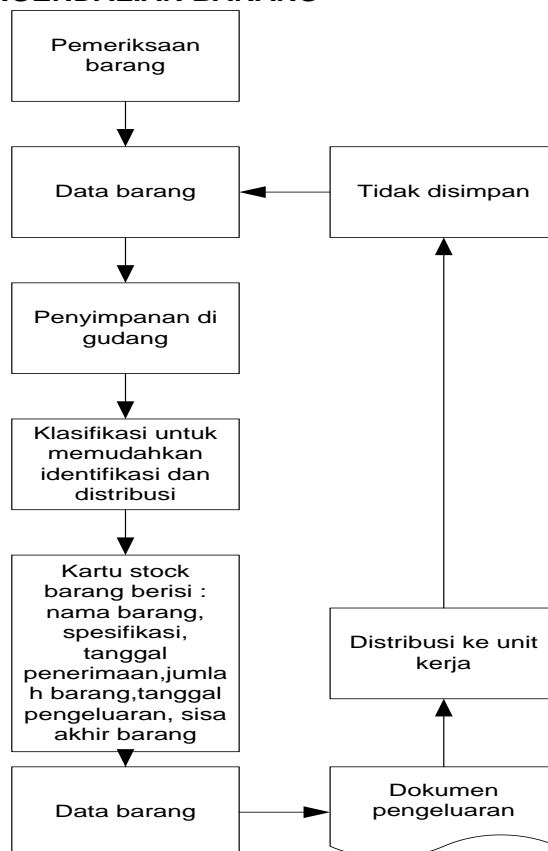 Pemeriksaan
barang
Data barang
Tidak disimpan
Penyimpanan di
gudang
Klasifikasi untuk
memudahkan
identifikasi dan
distribusi
Kartu stock
barang berisi :
nama barang,
spesifikasi,
tanggal
penerimaan,jumla
h barang,tanggal
pengeluaran, sisa
akhir barang
Distribusi ke unit
kerja
Data barang
Dokumen
pengeluaran